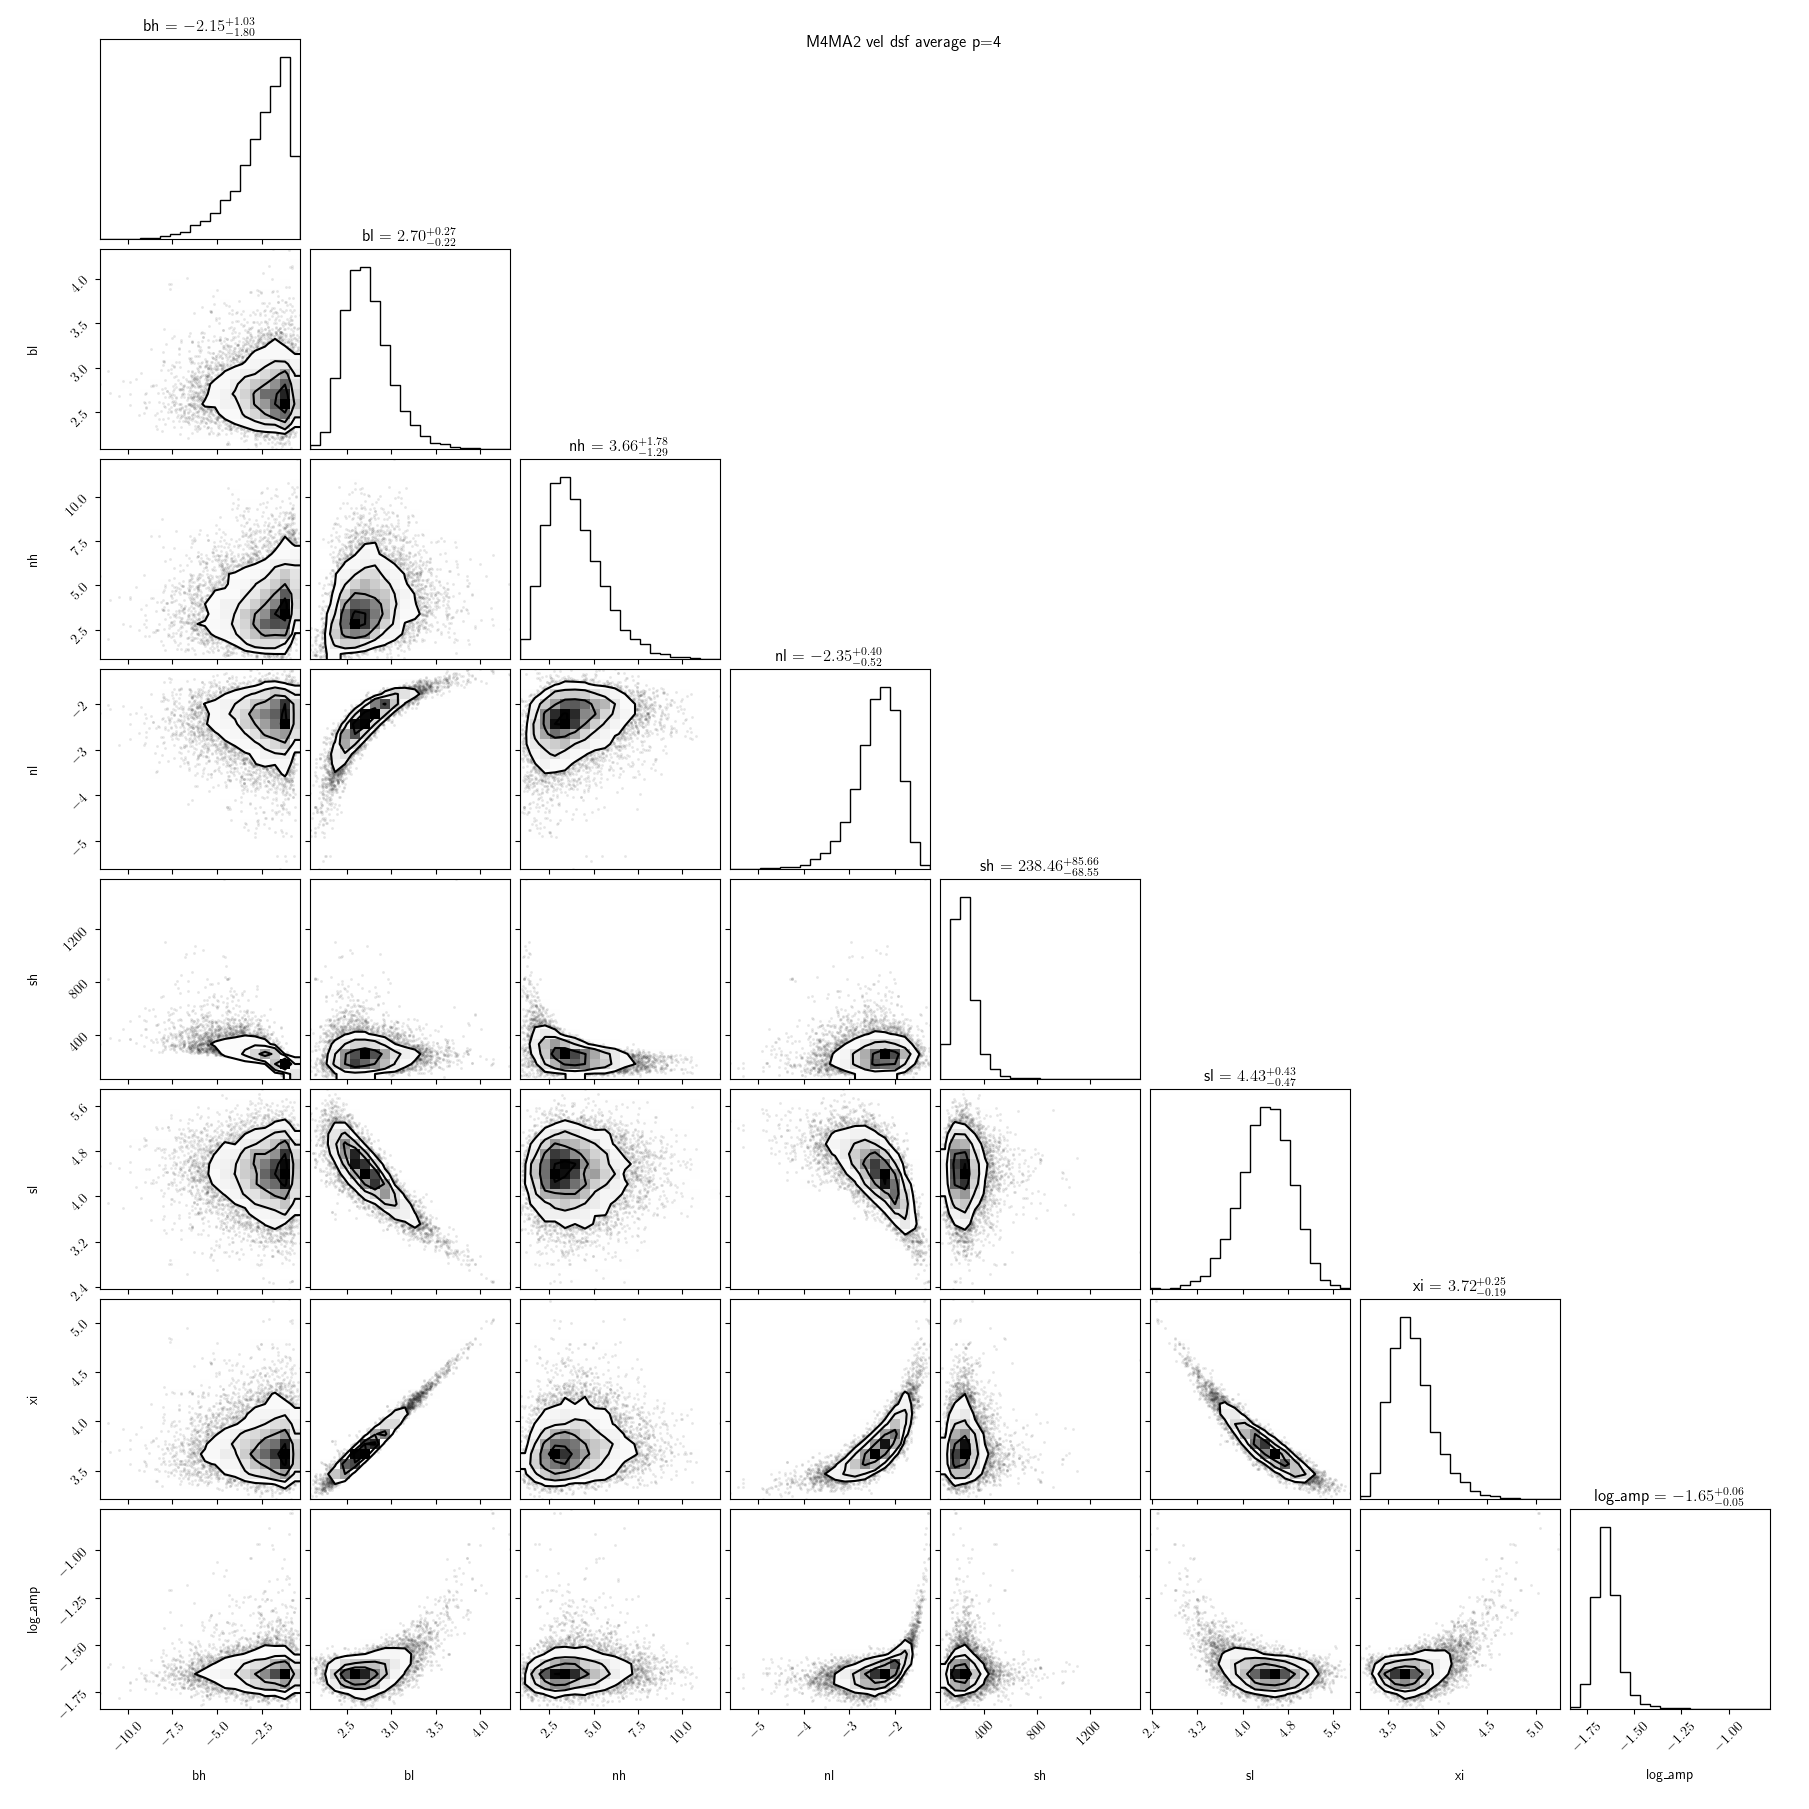 M4MA2 vel dsf average p=4
bh = −2.15+1.03 −1.80
bl = 2.70+0.27 −0.22
4.0
3.5
3.0
2.5
bl
nh = 3.66+1.78 −1.29
10.0
7.5
5.0
2.5
nh
nl = −2.35+0.40 −0.52
−2
−3
−4
−5
nl
sh = 238.46+85.66 −68.55
1200
800
400
sh
sl = 4.43+0.43 −0.47
5.6
4.8
4.0
3.2
2.4
sl
xi = 3.72+0.25 −0.19
5.0
4.5
4.0
3.5
xi
log_amp = −1.65+0.06 −0.05
−1.00
−1.25
−1.50
−1.75
log_amp
−10.0 −7.5 −5.0 −2.5 2.5 3.0 3.5 4.0 2.5 5.0 7.5 10.0 −5 −4 −3 −2 400 800 1200 2.4 3.2 4.0 4.8 5.6 3.5 4.0 4.5 5.0 −1.75 −1.50 −1.25 −1.00
bh bl nh nl sh sl xi log_amp